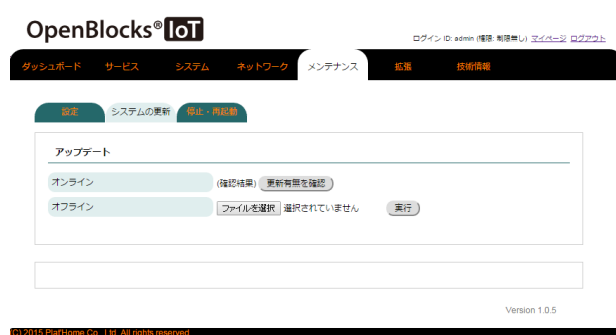 OpenBlocks® IoT
ログイン ID: admin (権限: 制限無し) マイページ ログアウト
ダッシュボード サービス システム ネットワーク メンテナンス 拡張 技術情報
設定 システムの更新 停止・再起動
アップデート
オンライン (確認結果) 更新有無を確認
オフライン ファイルを選択 選択されていません 実行
Version 1.0.5
(C) 2015 Plat'Home Co., Ltd. All rights reserved.